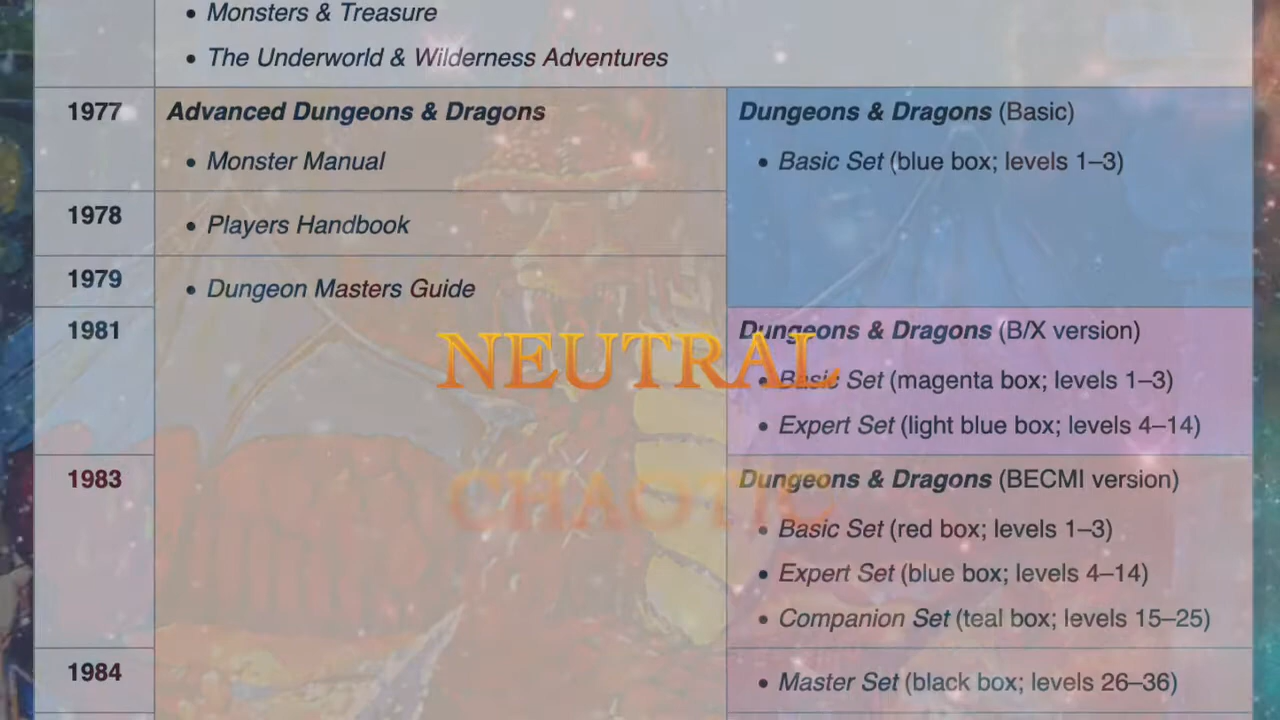 Monsters & Treasure
The Underworld & Wilderness Adventures
1977
Advanced Dungeons & Dragons
Monster Manual
Dungeons & Dragons (Basic)
Basic Set (blue box; levels 1–3)
1978
Players Handbook
1979
Dungeon Masters Guide
1981
Dungeons & Dragons (B/X version)
NEUTRAL
Basic Set (magenta box; levels 1–3)
Expert Set (light blue box; levels 4–14)
1983
Dungeons & Dragons (BECMI version)
CHAOTIC
Basic Set (red box; levels 1–3)
Expert Set (blue box; levels 4–14)
Companion Set (teal box; levels 15–25)
1984
Master Set (black box; levels 26–36)